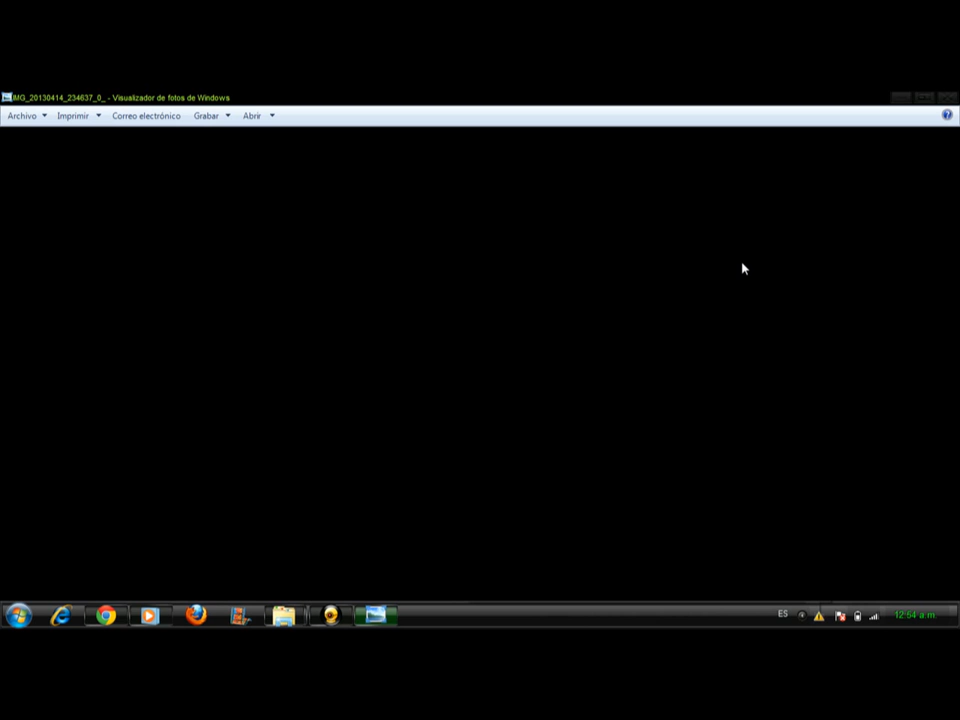 IMG_20130414_234637_0_ - Visualizador de fotos de Windows
Archivo Imprimir Correo electrónico Grabar Abrir
ES 12:54 a.m.